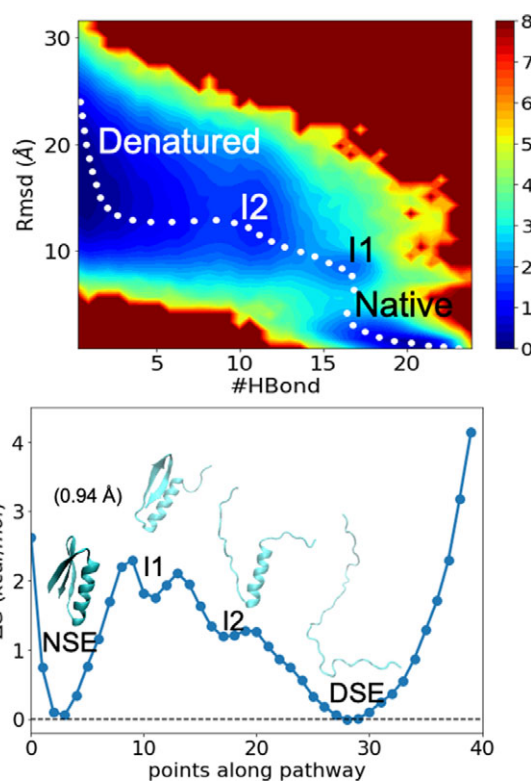 30
20
10
Rmsd (Å)
Denatured
I2
I1
Native
5 10 15 20
#HBond
8
7
6
5
4
3
2
1
0
4
3
2
1
0
(0.94 Å)
NSE
I1
I2
DSE
0 10 20 30 40
points along pathway